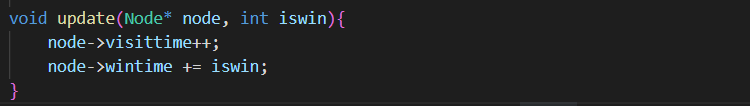 void update(Node* node, int iswin){
    node->visittime++;
    node->wintime += iswin;
}